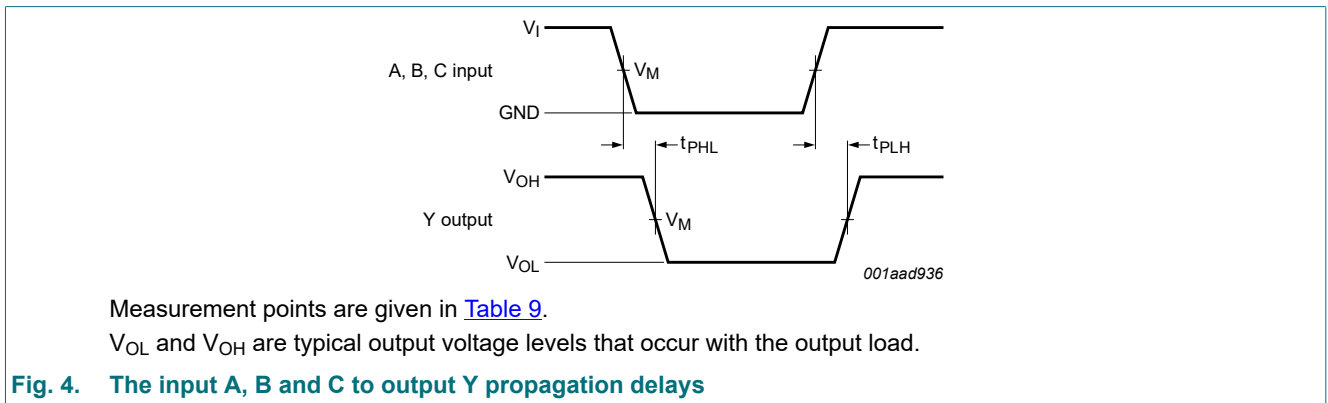 V_I
A, B, C input
V_M
GND
t_PHL
t_PLH
V_OH
Y output
V_M
V_OL
001aad936
Measurement points are given in Table 9.
V_OL and V_OH are typical output voltage levels that occur with the output load.
Fig. 4. The input A, B and C to output Y propagation delays